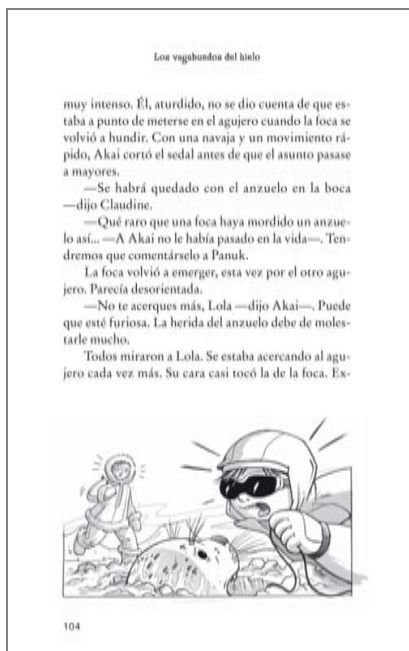 Los vagabundos del hielo
muy intenso. Él, aturdido, no se dio cuenta de que es-
taba a punto de meterse en el agujero cuando la foca se
volvió a hundir. Con una navaja y un movimiento rá-
pido, Akai cortó el sedal antes de que el asunto pasase
a mayores.
—Se habrá quedado con el anzuelo en la boca
—dijo Claudine.
—Qué raro que una foca haya mordido un anzue-
lo así... —A Akai no le había pasado en la vida—. Ten-
dremos que comentárselo a Panuk.
La foca volvió a emerger, esta vez por el otro agu-
jero. Parecía desorientada.
—No te acerques más, Lola —dijo Akai—. Puede
que esté furiosa. La herida del anzuelo debe de moles-
tarle mucho.
Todos miraron a Lola. Se estaba acercando al agu-
jero cada vez más. Su cara casi tocó la de la foca. Ex-
104